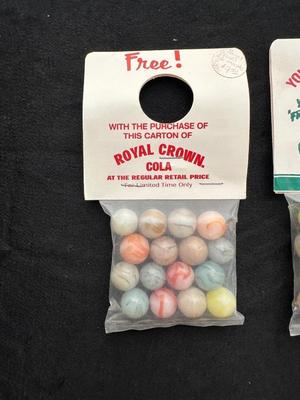 Free!
WITH THE PURCHASE OF
THIS CARTON OF
ROYAL CROWN
COLA
AT THE REGULAR RETAIL PRICE
For Limited Time Only
YO